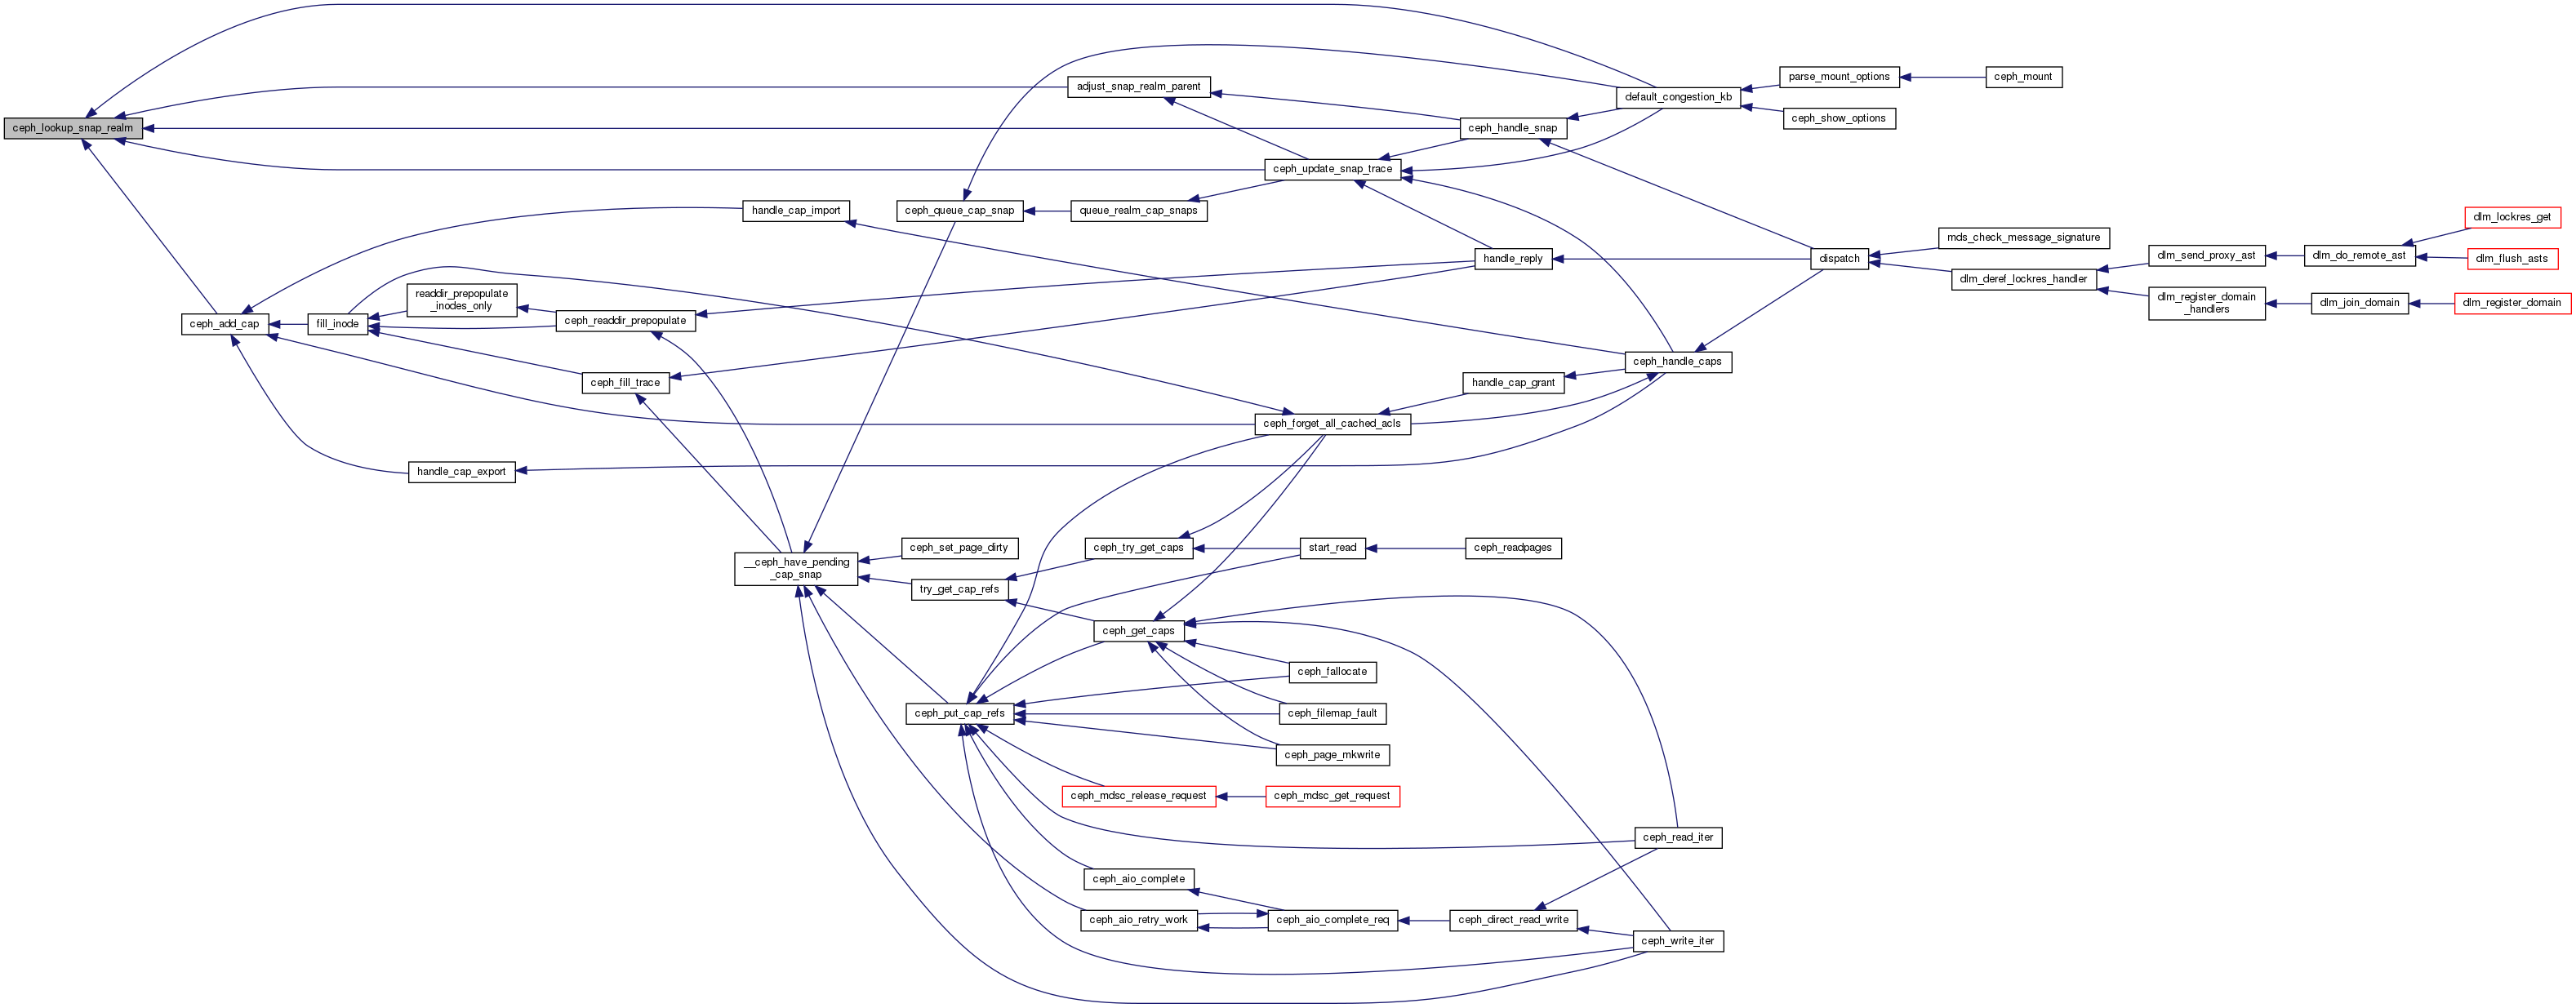 ceph_lookup_snap_realm
ceph_add_cap
fill_inode
readdir_prepopulate
_inodes_only
handle_cap_export
ceph_readdir_prepopulate
ceph_fill_trace
handle_cap_import
__ceph_have_pending
_cap_snap
ceph_queue_cap_snap
ceph_set_page_dirty
try_get_cap_refs
ceph_put_cap_refs
adjust_snap_realm_parent
queue_realm_cap_snaps
ceph_try_get_caps
ceph_get_caps
ceph_mdsc_release_request
ceph_aio_complete
ceph_aio_retry_work
ceph_update_snap_trace
ceph_forget_all_cached_acls
start_read
ceph_fallocate
ceph_filemap_fault
ceph_page_mkwrite
ceph_mdsc_get_request
ceph_aio_complete_req
ceph_handle_snap
handle_reply
handle_cap_grant
ceph_readpages
ceph_direct_read_write
default_congestion_kb
ceph_handle_caps
ceph_read_iter
ceph_write_iter
parse_mount_options
ceph_show_options
dispatch
ceph_mount
mds_check_message_signature
dlm_deref_lockres_handler
dlm_send_proxy_ast
dlm_register_domain
_handlers
dlm_do_remote_ast
dlm_join_domain
dlm_lockres_get
dlm_flush_asts
dlm_register_domain